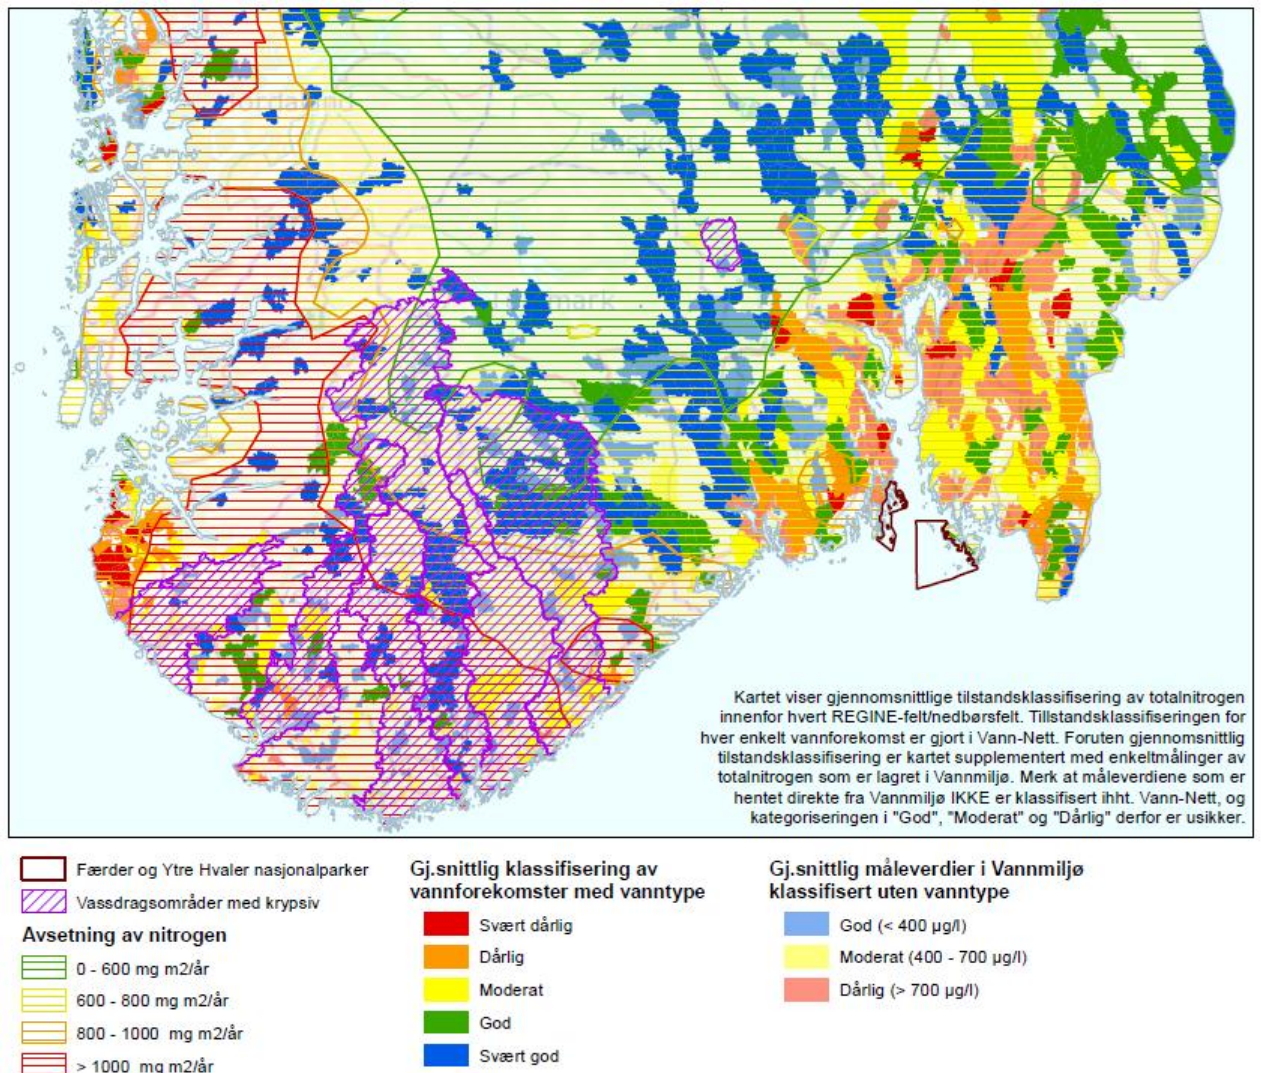 Kartet viser gjennomsnittlige tilstandsklassifisering av totalnitrogen
innenfor hvert REGINE-felt/nedbørsfelt. Tillstandsklassifiseringen for
hver enkelt vannforekomst er gjort i Vann-Nett. Foruten gjennomsnittlig
tilstandsklassifisering er kartet supplementert med enkeltmålinger av
totalnitrogen som er lagret i Vannmiljø. Merk at måleverdiene som er
hentet direkte fra Vannmiljø IKKE er klassifisert ihht. Vann-Nett, og
kategoriseringen i "God", "Moderat" og "Dårlig" derfor er usikker.
Færder og Ytre Hvaler nasjonalparker
Vassdragsområder med krypsiv
Avsetning av nitrogen
0 - 600 mg m2/år
600 - 800 mg m2/år
800 - 1000 mg m2/år
> 1000 mg m2/år
Gj.snittlig klassifisering av
vannforekomster med vanntype
Svært dårlig
Dårlig
Moderat
God
Svært god
Gj.snittlig måleverdier i Vannmiljø
klassifisert uten vanntype
God (< 400 µg/l)
Moderat (400 - 700 µg/l)
Dårlig (> 700 µg/l)